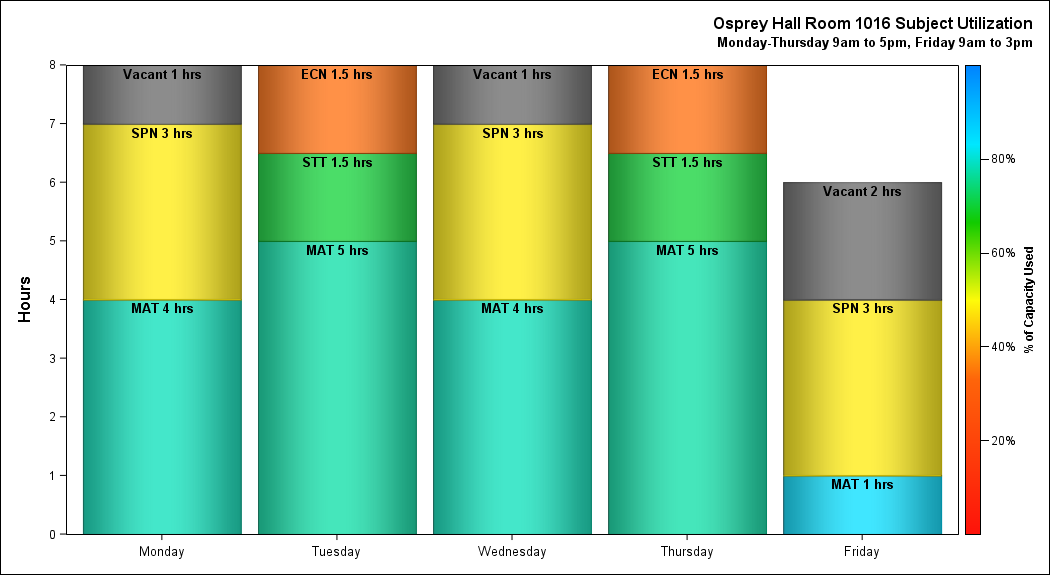 Osprey Hall Room 1016 Subject Utilization
Monday-Thursday 9am to 5pm, Friday 9am to 3pm
Hours
8
7
6
5
4
3
2
1
0
Vacant 1 hrs
SPN 3 hrs
MAT 4 hrs
ECN 1.5 hrs
STT 1.5 hrs
MAT 5 hrs
Vacant 1 hrs
SPN 3 hrs
MAT 4 hrs
ECN 1.5 hrs
STT 1.5 hrs
MAT 5 hrs
Vacant 2 hrs
SPN 3 hrs
MAT 1 hrs
Monday
Tuesday
Wednesday
Thursday
Friday
80%
60%
40%
20%
% of Capacity Used